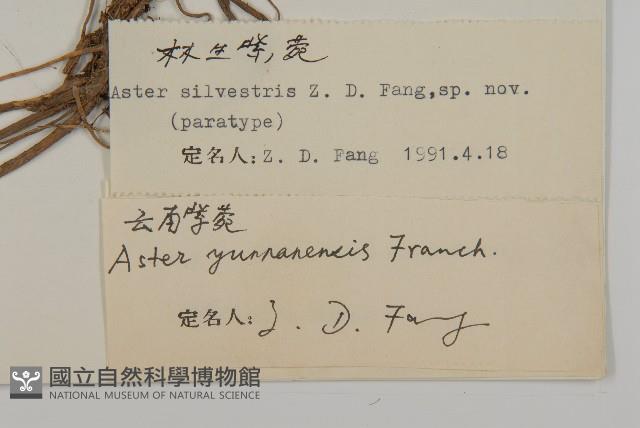 林生紫菀
Aster silvestris Z. D. Fang,sp. nov.
(paratype)
定名人:Z. D. Fang 1991.4.18
云南紫菀
Aster yunnanensis Franch.
定名人:Z. D. Fang
國立自然科學博物館
NATIONAL MUSEUM OF NATURAL SCIENCE